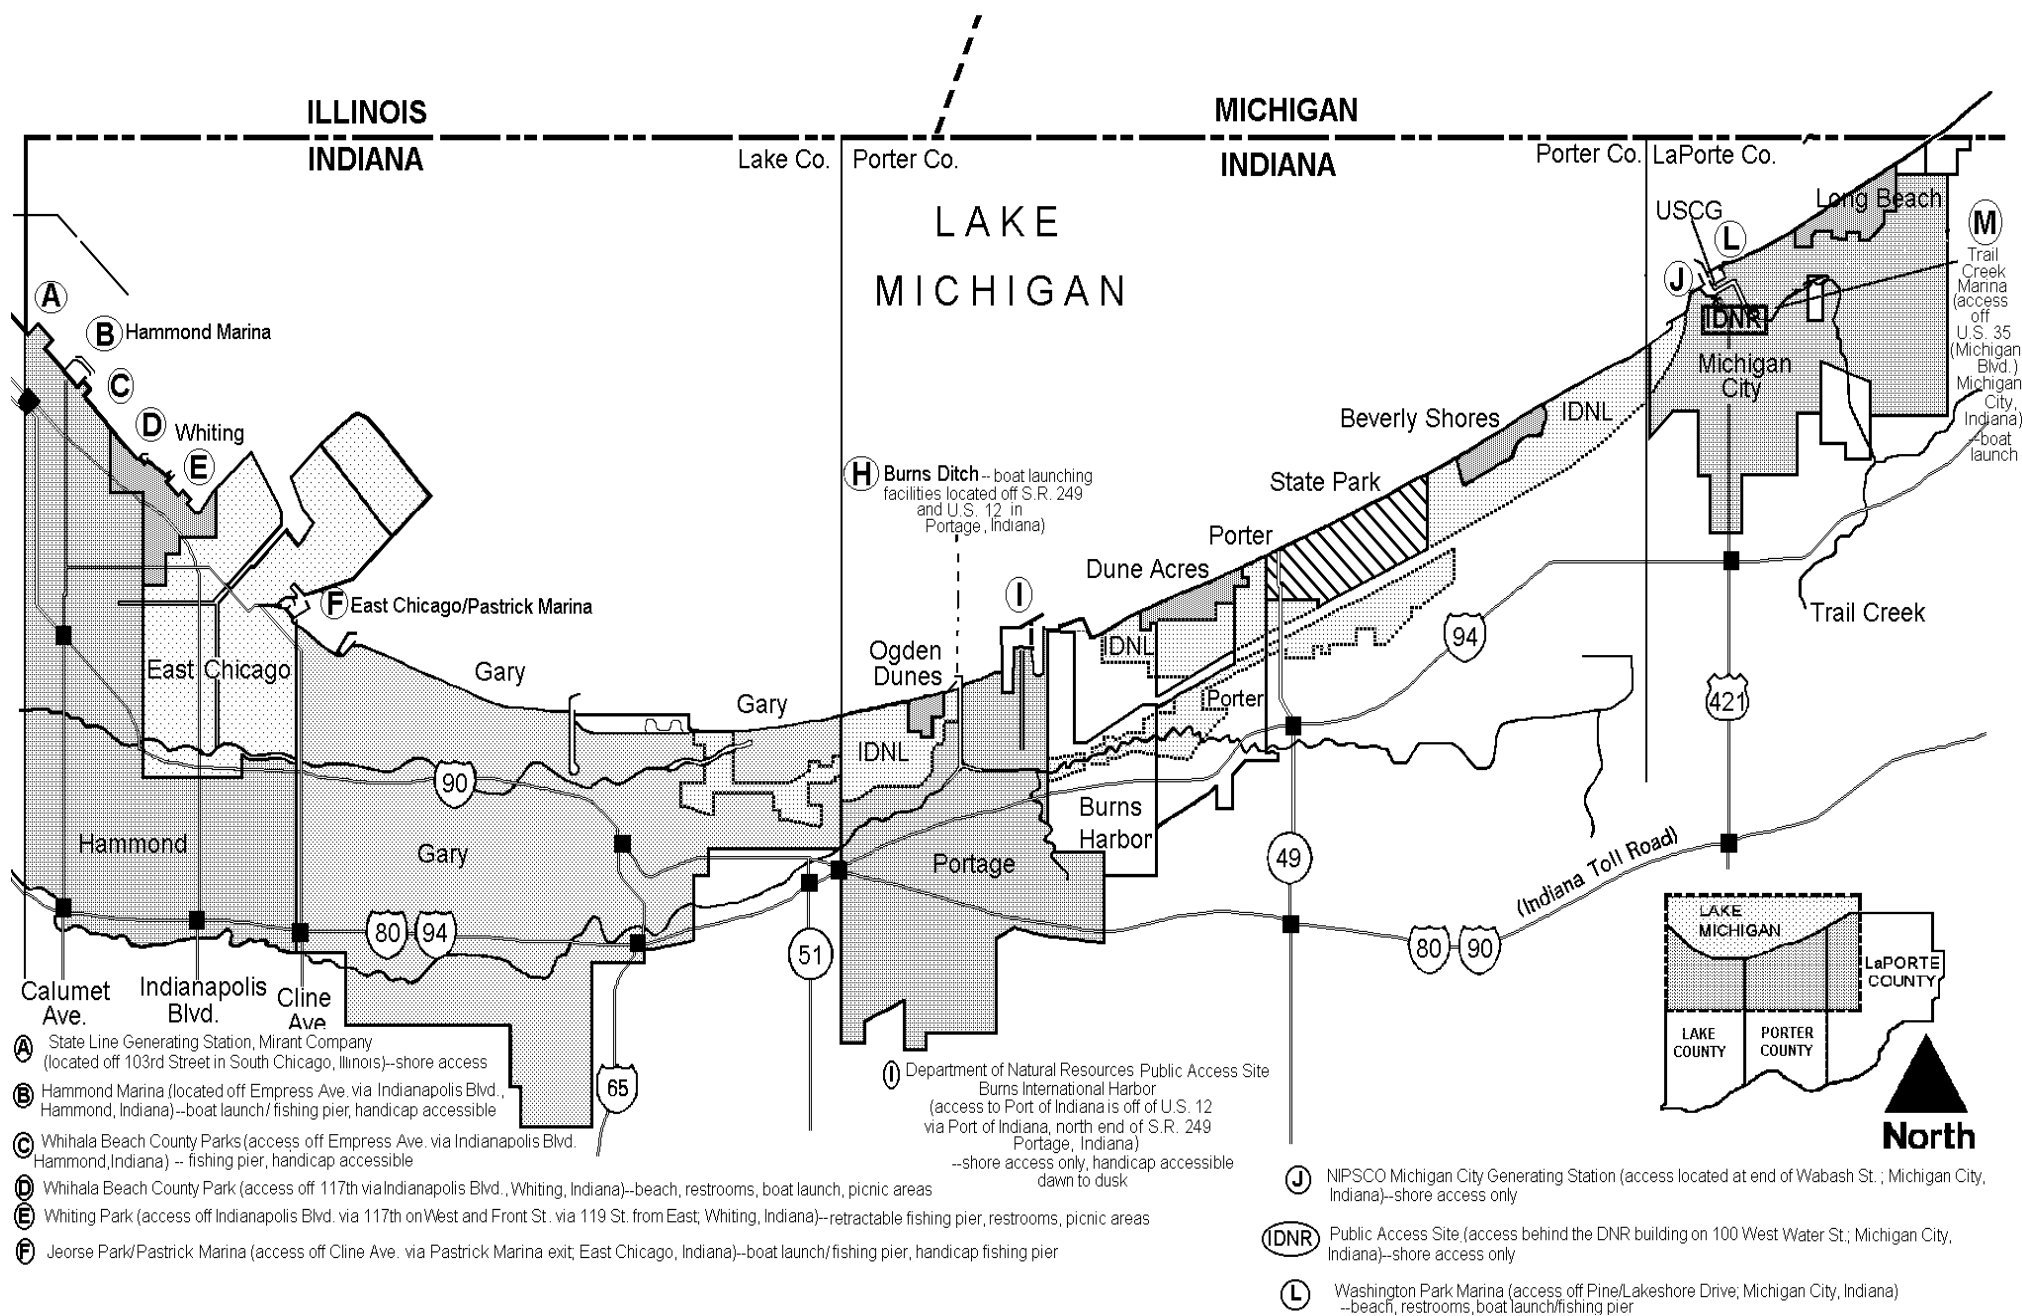 ILLINOIS
MICHIGAN
INDIANA
INDIANA
Lake Co.
Porter Co.
Porter Co.
LaPorte Co.
LAKE
MICHIGAN
USCG
Long Beach
L
M
Trail
Creek
Marina
(access
off
U.S. 35
(Michigan
Blvd.)
Michigan
City,
Indiana)
--boat
launch
J
IDNR
Michigan
City
A
B Hammond Marina
C
D
Whiting
E
F East Chicago/Pastrick Marina
H Burns Ditch -- boat launching
facilities located off S.R. 249
and U.S. 12 in
Portage, Indiana)
Beverly Shores
IDNL
State Park
Porter
Dune Acres
I
IDNL
Ogden
Dunes
94
Trail Creek
East Chicago
Gary
Gary
Porter
421
IDNL
90
Burns
Harbor
Hammond
Gary
Portage
49
(Indiana Toll Road)
80
94
51
80
90
LAKE
MICHIGAN
LaPORTE
COUNTY
LAKE
COUNTY
PORTER
COUNTY
North
Calumet
Ave.
Indianapolis
Blvd.
Cline
Ave
65
A State Line Generating Station, Mirant Company
(located off 103rd Street in South Chicago, Illinois)--shore access
B Hammond Marina (located off Empress Ave. via Indianapolis Blvd.,
Hammond, Indiana)--boat launch/ fishing pier, handicap accessible
C Whihala Beach County Parks (access off Empress Ave. via Indianapolis Blvd.
Hammond, Indiana) -- fishing pier, handicap accessible
D Whihala Beach County Park (access off 117th via Indianapolis Blvd., Whiting, Indiana)--beach, restrooms, boat launch, picnic areas
E Whiting Park (access off Indianapolis Blvd. via 117th on West and Front St. via 119 St. from East; Whiting, Indiana)--retractable fishing pier, restrooms, picnic areas
F Jeorse Park/Pastrick Marina (access off Cline Ave. via Pastrick Marina exit; East Chicago, Indiana)--boat launch/fishing pier, handicap fishing pier
I Department of Natural Resources Public Access Site
Burns International Harbor
(access to Port of Indiana is off of U.S. 12
via Port of Indiana, north end of S.R. 249
Portage, Indiana)
--shore access only, handicap accessible
dawn to dusk
J NIPSCO Michigan City Generating Station (access located at end of Wabash St. ; Michigan City,
Indiana)--shore access only
IDNR Public Access Site (access behind the DNR building on 100 West Water St.; Michigan City,
Indiana)--shore access only
L Washington Park Marina (access off Pine/Lakeshore Drive; Michigan City, Indiana)
--beach, restrooms, boat launch/fishing pier